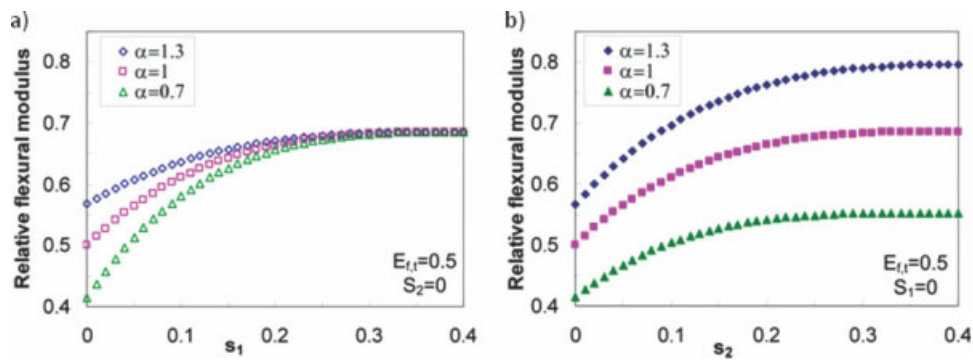 a)
Relative flexural modulus
0.8
0.7
0.6
0.5
0.4
α=1.3
α=1
α=0.7
E_f,t=0.5
S_2=0
0 0.1 0.2 0.3 0.4
s_1
b)
Relative flexural modulus
0.8
0.7
0.6
0.5
0.4
α=1.3
α=1
α=0.7
E_f,t=0.5
S_1=0
0 0.1 0.2 0.3 0.4
s_2